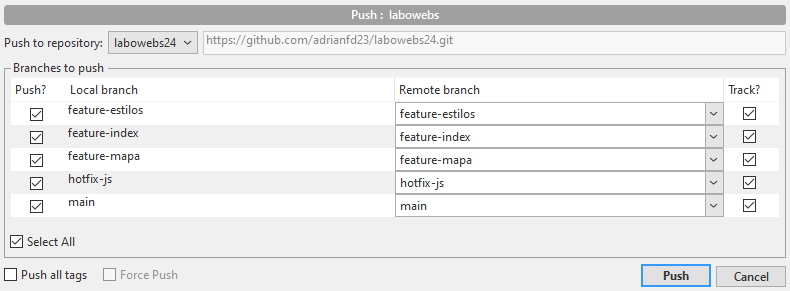 Push : labowebs
Push to repository: labowebs24 https://github.com/adrianfd23/labowebs24.git
Branches to push
Push? Local branch Remote branch Track?
feature-estilos feature-estilos
feature-index feature-index
feature-mapa feature-mapa
hotfix-js hotfix-js
main main
Select All
Push all tags Force Push Push Cancel